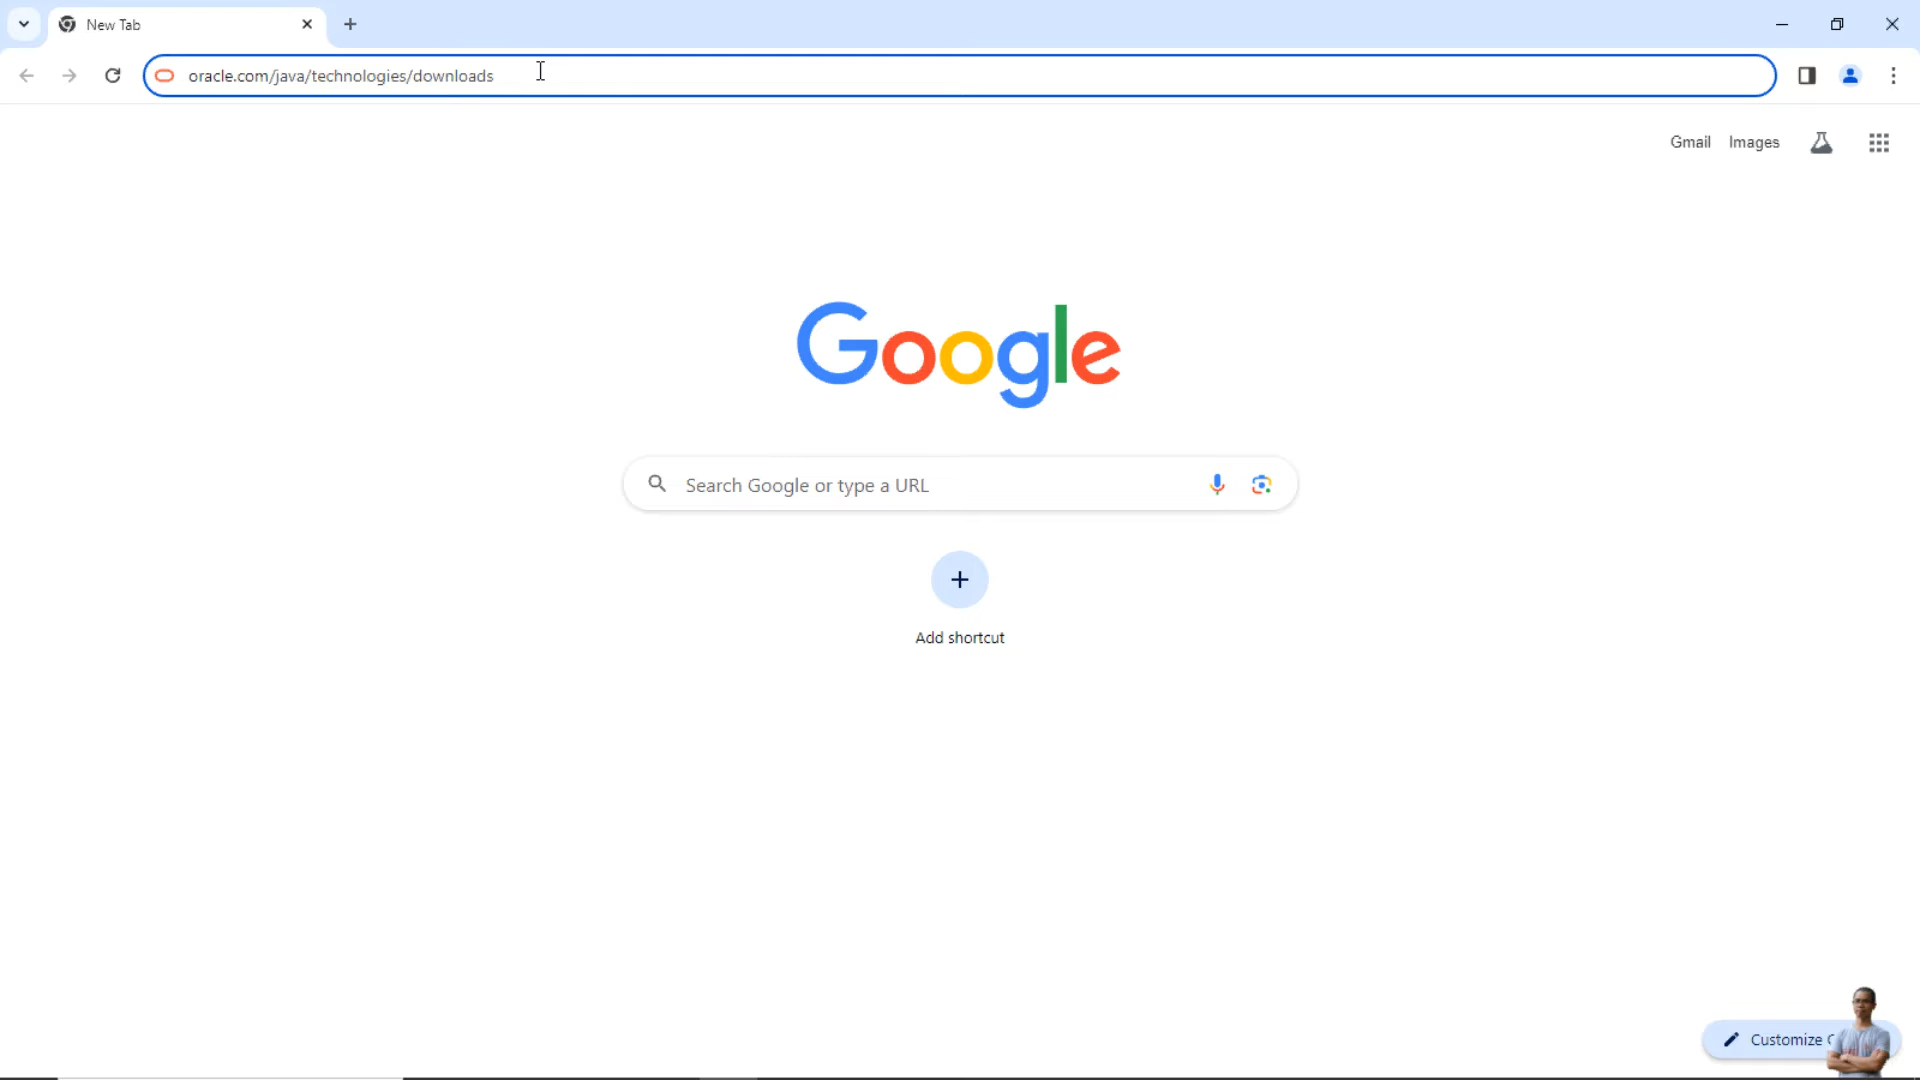 New Tab
oracle.com/java/technologies/downloads
Gmail Images
Google
Search Google or type a URL
Add shortcut
Customize